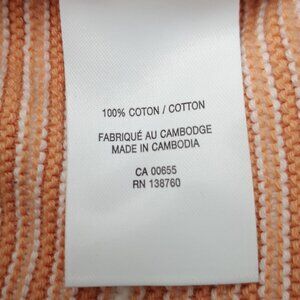 100% COTON / COTTON
FABRIQUÉ AU CAMBODGE
MADE IN CAMBODIA
CA 00655
RN 138760